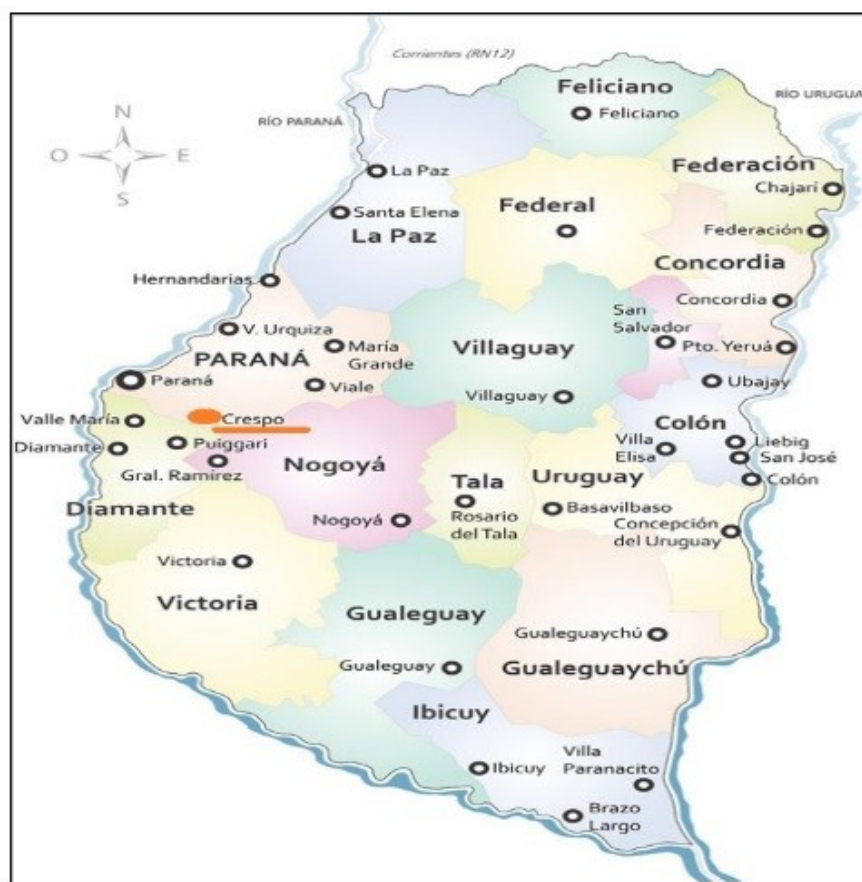 Corrientes (RN12)
Feliciano
RÍO PARANÁ
Feliciano
RÍO URUGUA
N
O
E
S
La Paz
Federación
Chajarí
Santa Elena
Federal
La Paz
Federación
Concordia
Hernandarias
San
Salvador
Concordia
V. Urquiza
María
Grande
Villaguay
Pto. Yeruá
PARANÁ
Paraná
Viale
Villaguay
Ubajay
Valle María
Crespo
Colón
Diamante
Puiggari
Villa
Elisa
Liebig
San José
Gral. Ramírez
Nogoyá
Tala
Uruguay
Colón
Diamante
Nogoyá
Rosario
del Tala
Basavilbaso
Concepción
del Uruguay
Victoria
Victoria
Gualeguay
Gualeguaychú
Gualeguay
Gualeguaychú
Ibicuy
Ibicuy
Villa
Paranacito
Brazo
Largo